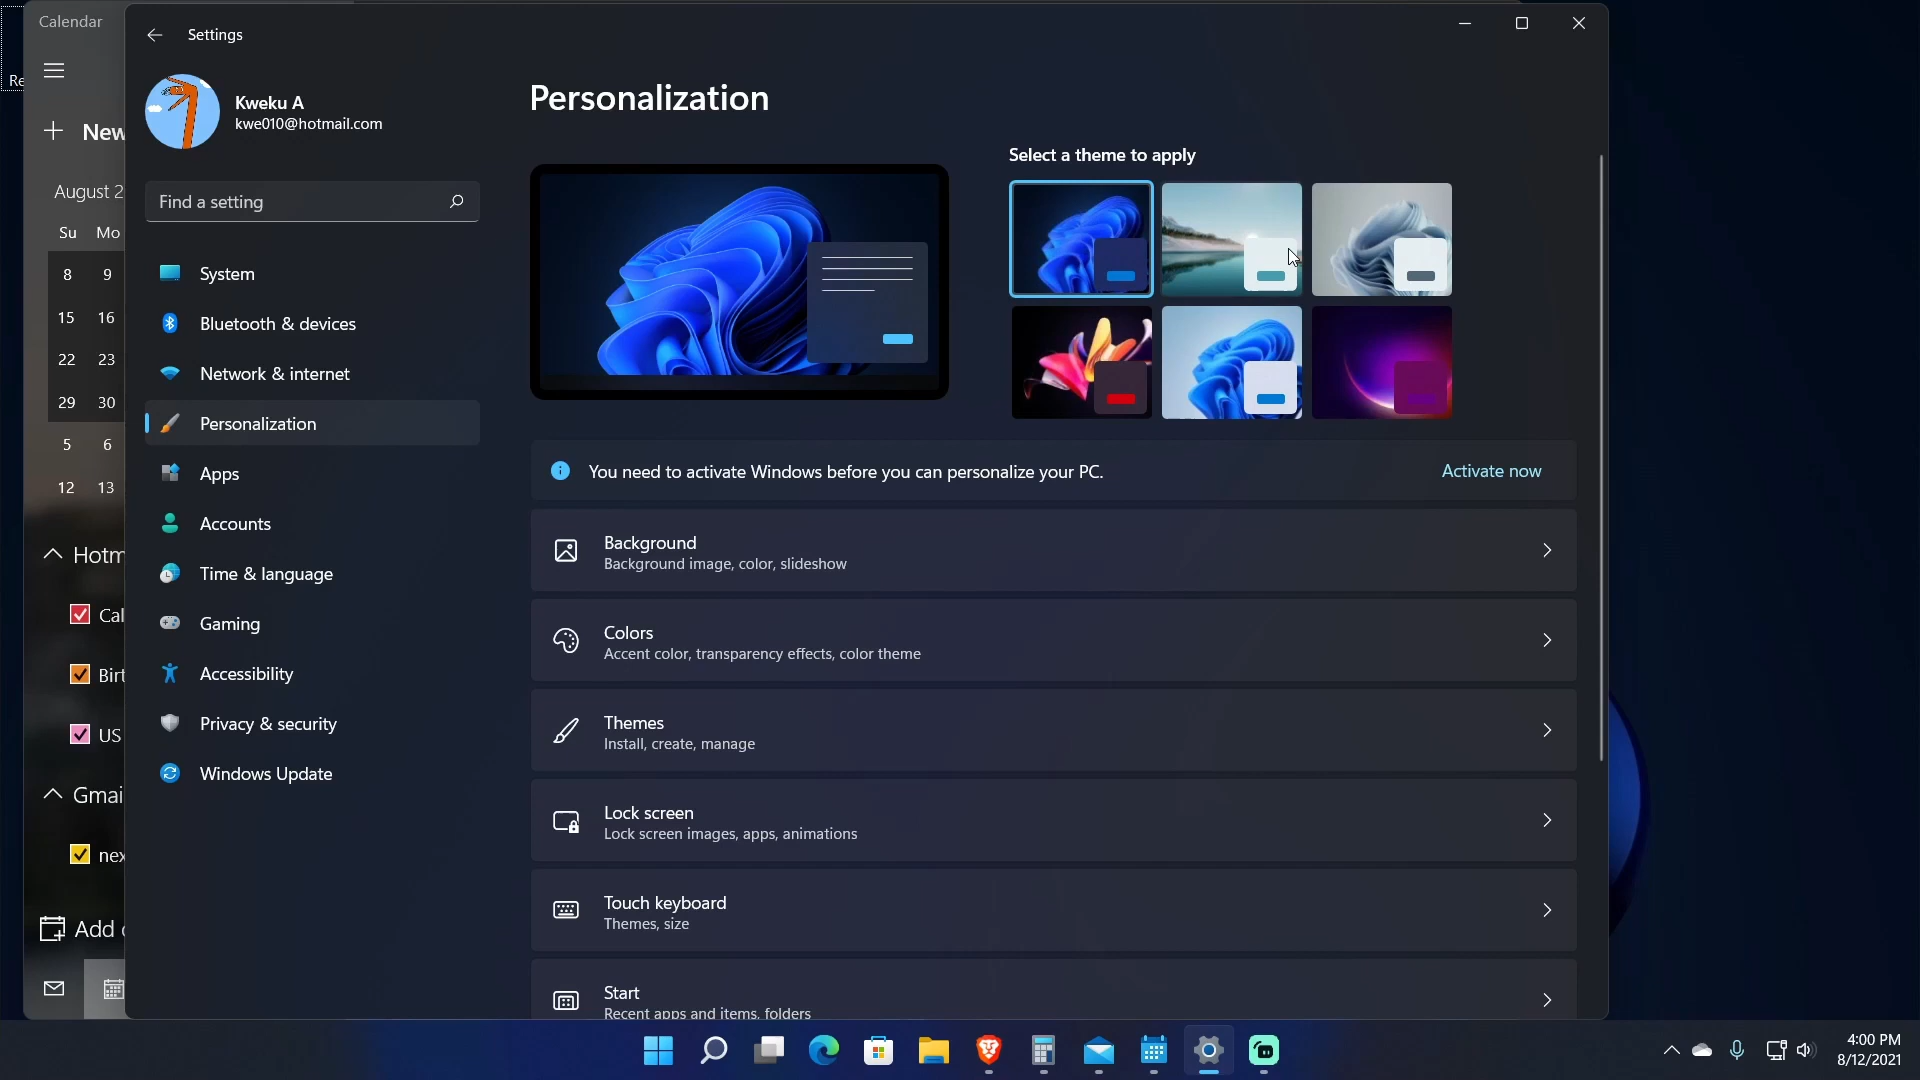 Calendar
Settings
Kweku A
kwe010@hotmail.com
Find a setting
System
Bluetooth & devices
Network & internet
Personalization
Apps
Accounts
Time & language
Gaming
Accessibility
Privacy & security
Windows Update
New
August 2
Su Mo
8 9
15 16
22 23
29 30
5 6
12 13
Hotm
Cal
Birt
US
Gmai
nex
Add
Re
Personalization
Select a theme to apply
You need to activate Windows before you can personalize your PC.
Activate now
Background
Background image, color, slideshow
Colors
Accent color, transparency effects, color theme
Themes
Install, create, manage
Lock screen
Lock screen images, apps, animations
Touch keyboard
Themes, size
Start
Recent apps and items, folders
4:00 PM
8/12/2021